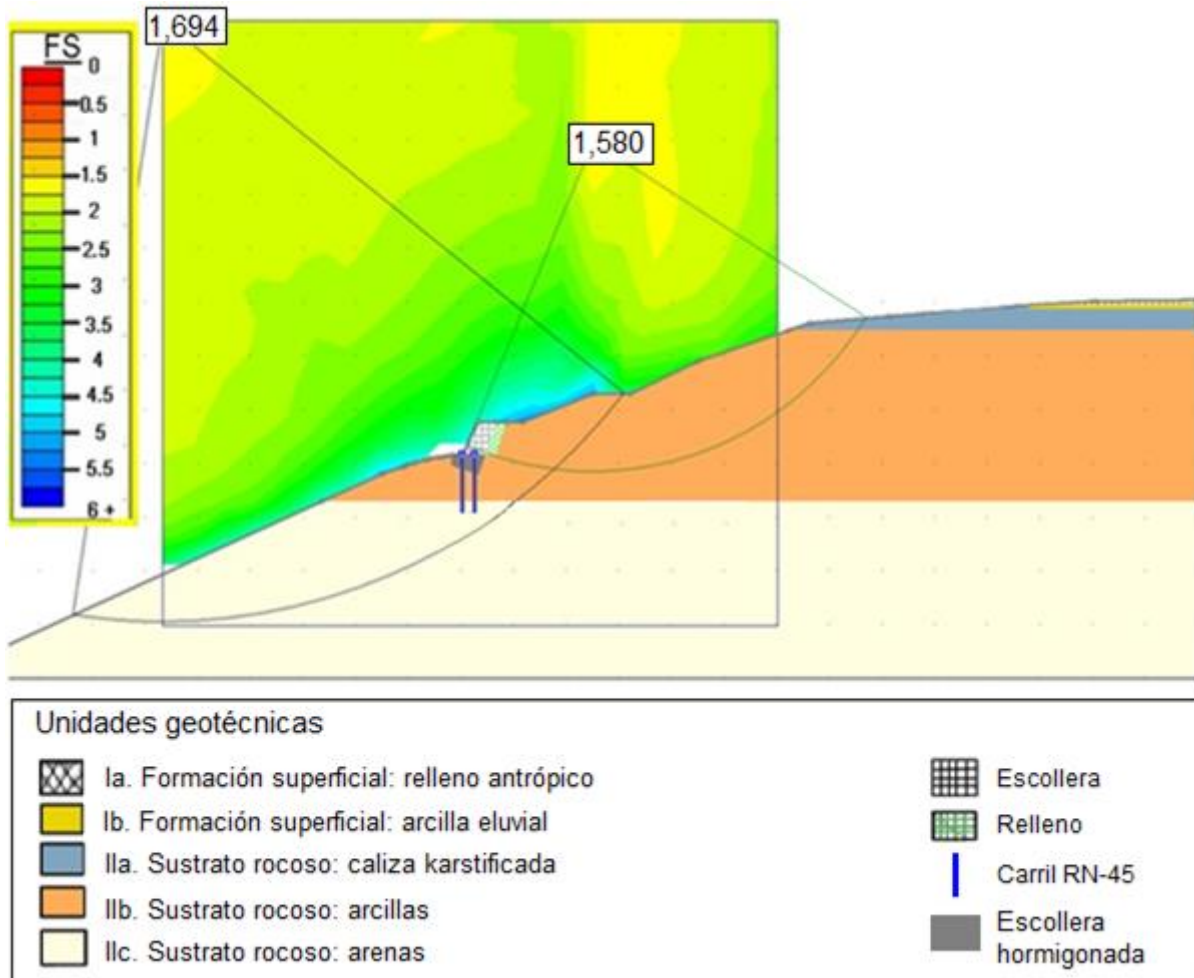 1,694
FS
0
0.5
1
1.5
2
2.5
3
3.5
4
4.5
5
5.5
6 +
1,580
Unidades geotécnicas
Ia. Formación superficial: relleno antrópico
Ib. Formación superficial: arcilla eluvial
IIa. Sustrato rocoso: caliza karstificada
IIb. Sustrato rocoso: arcillas
IIc. Sustrato rocoso: arenas
Escollera
Relleno
Carril RN-45
Escollera
hormigonada